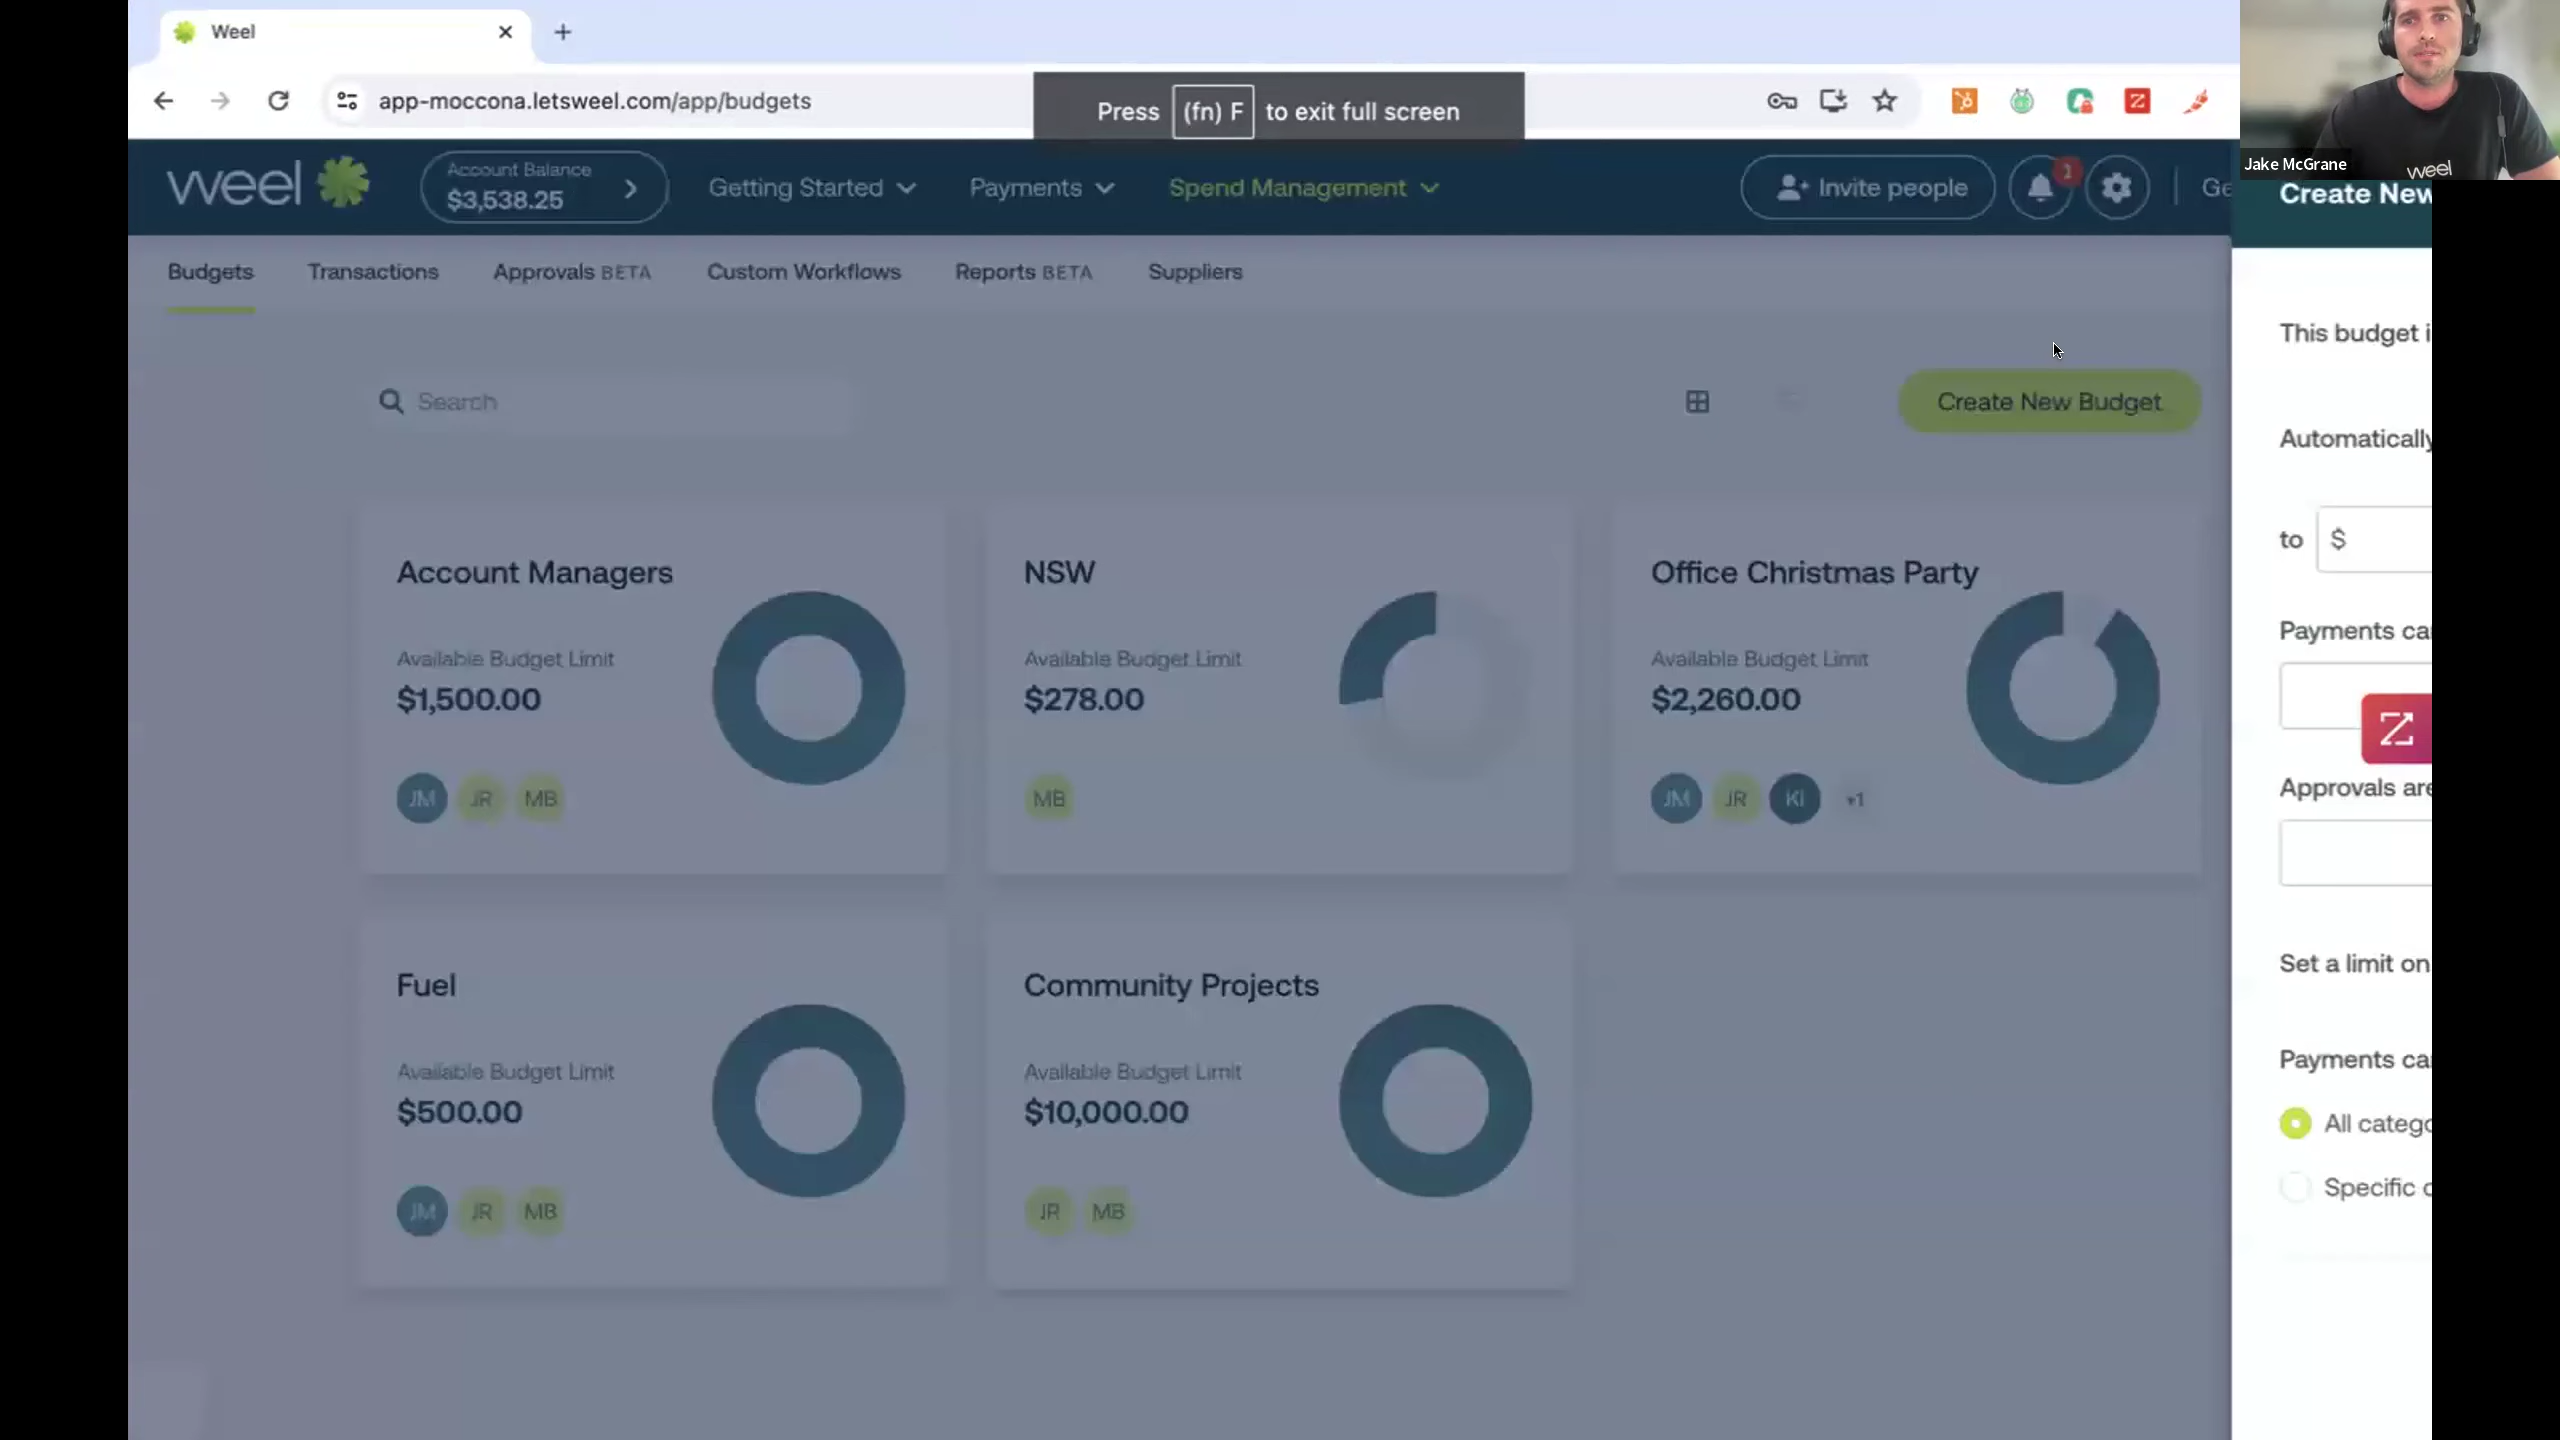 Weel
app-moccona.letsweel.com/app/budgets
Press (fn) F to exit full screen
Jake McGrane
weel
weel
Account Balance
$3,538.25
Getting Started
Payments
Spend Management
Invite people
1
Ge
Create New
Budgets
Transactions
Approvals BETA
Custom Workflows
Reports BETA
Suppliers
Search
Create New Budget
This budget i
Automatically
to $
Payments ca
Approvals are
Set a limit on
Payments ca
All catego
Specific c
Account Managers
Available Budget Limit
$1,500.00
JM JR MB
NSW
Available Budget Limit
$278.00
MB
Office Christmas Party
Available Budget Limit
$2,260.00
JM JR KI +1
Fuel
Available Budget Limit
$500.00
JM JR MB
Community Projects
Available Budget Limit
$10,000.00
JR MB